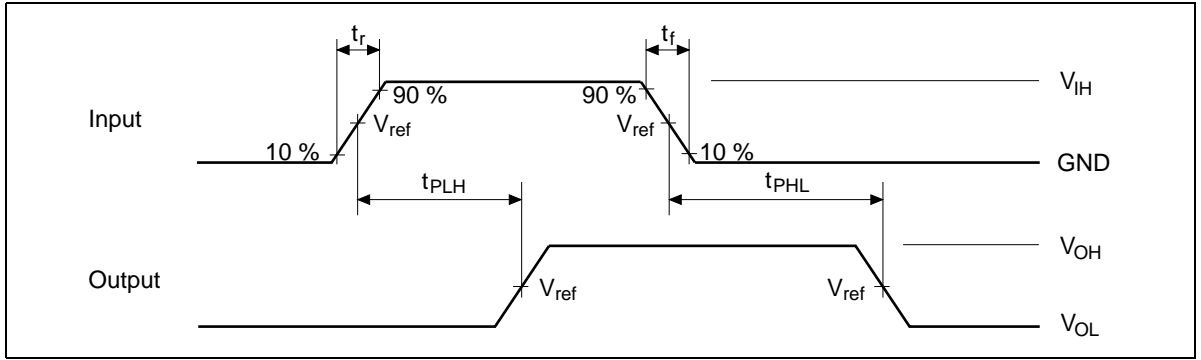 tr
tf
VIH
90 %
90 %
Input
Vref
Vref
10 %
10 %
GND
tPLH
tPHL
VOH
Output
Vref
Vref
VOL